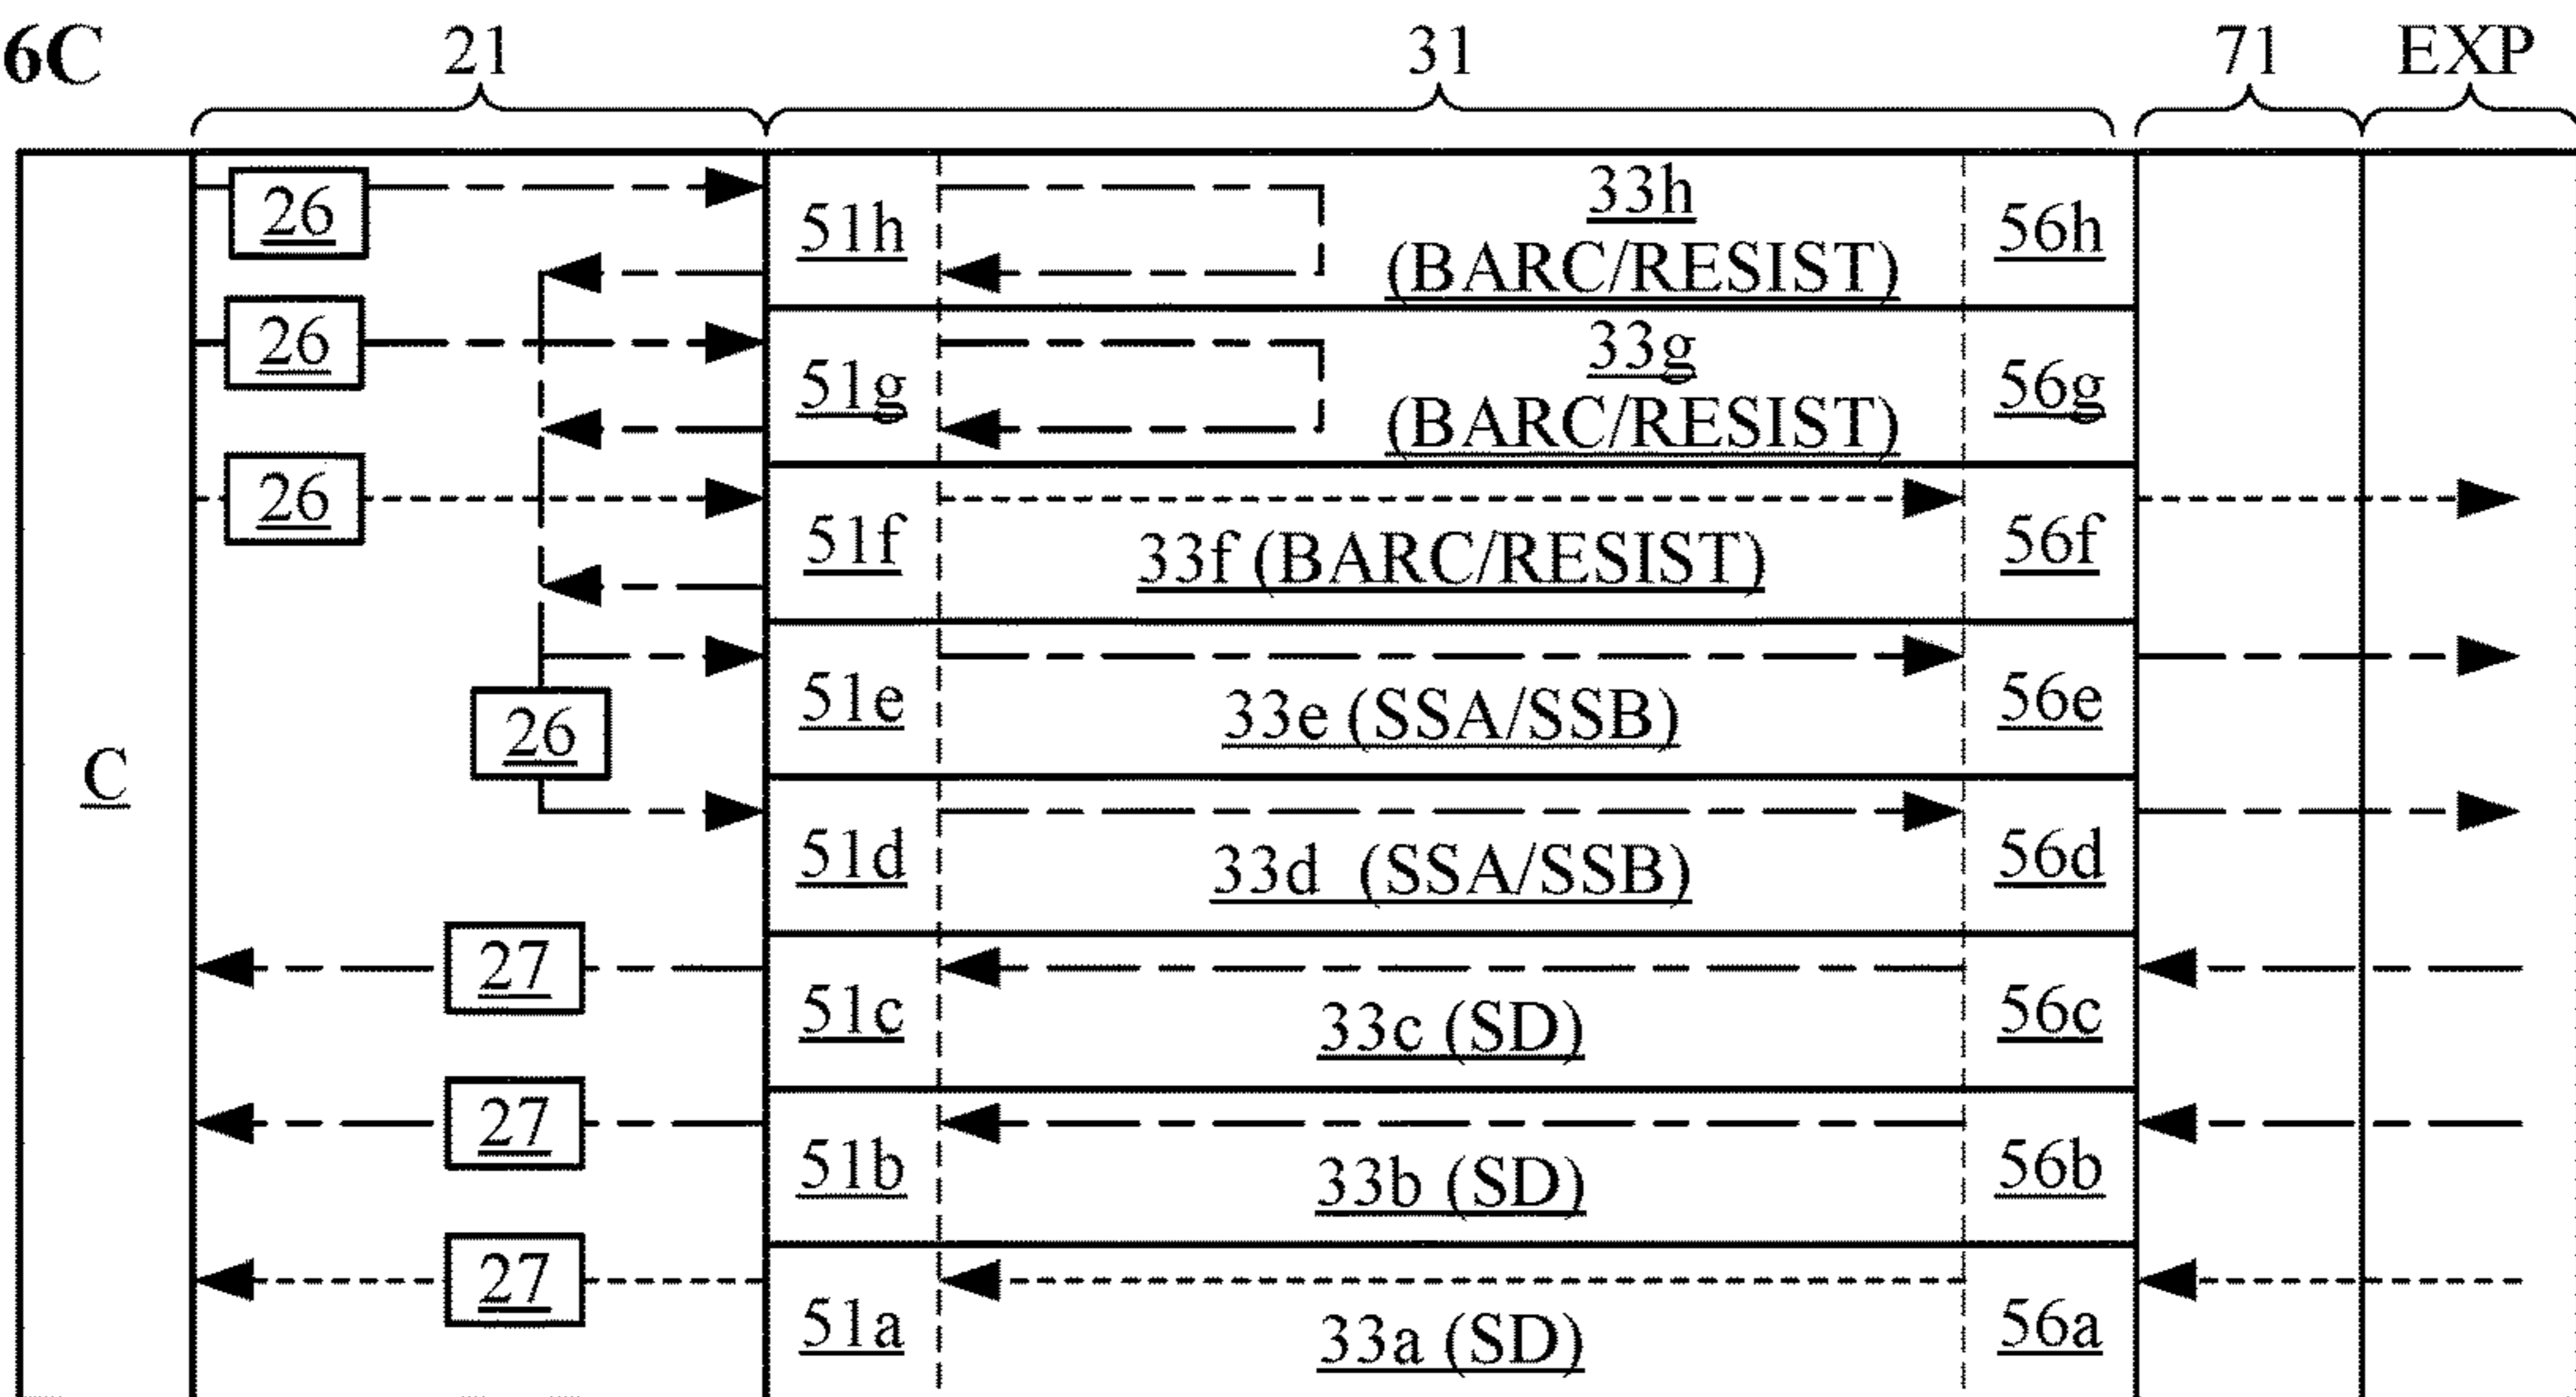 6C 21 31 71 EXP
26 51h 33h 56h
(BARC/RESIST)
26 51g 33g 56g
(BARC/RESIST)
26 51f 33f (BARC/RESIST) 56f
51e 33e (SSA/SSB) 56e
26
C
51d 33d (SSA/SSB) 56d
27 51c 33c (SD) 56c
27 51b 33b (SD) 56b
27 51a 33a (SD) 56a